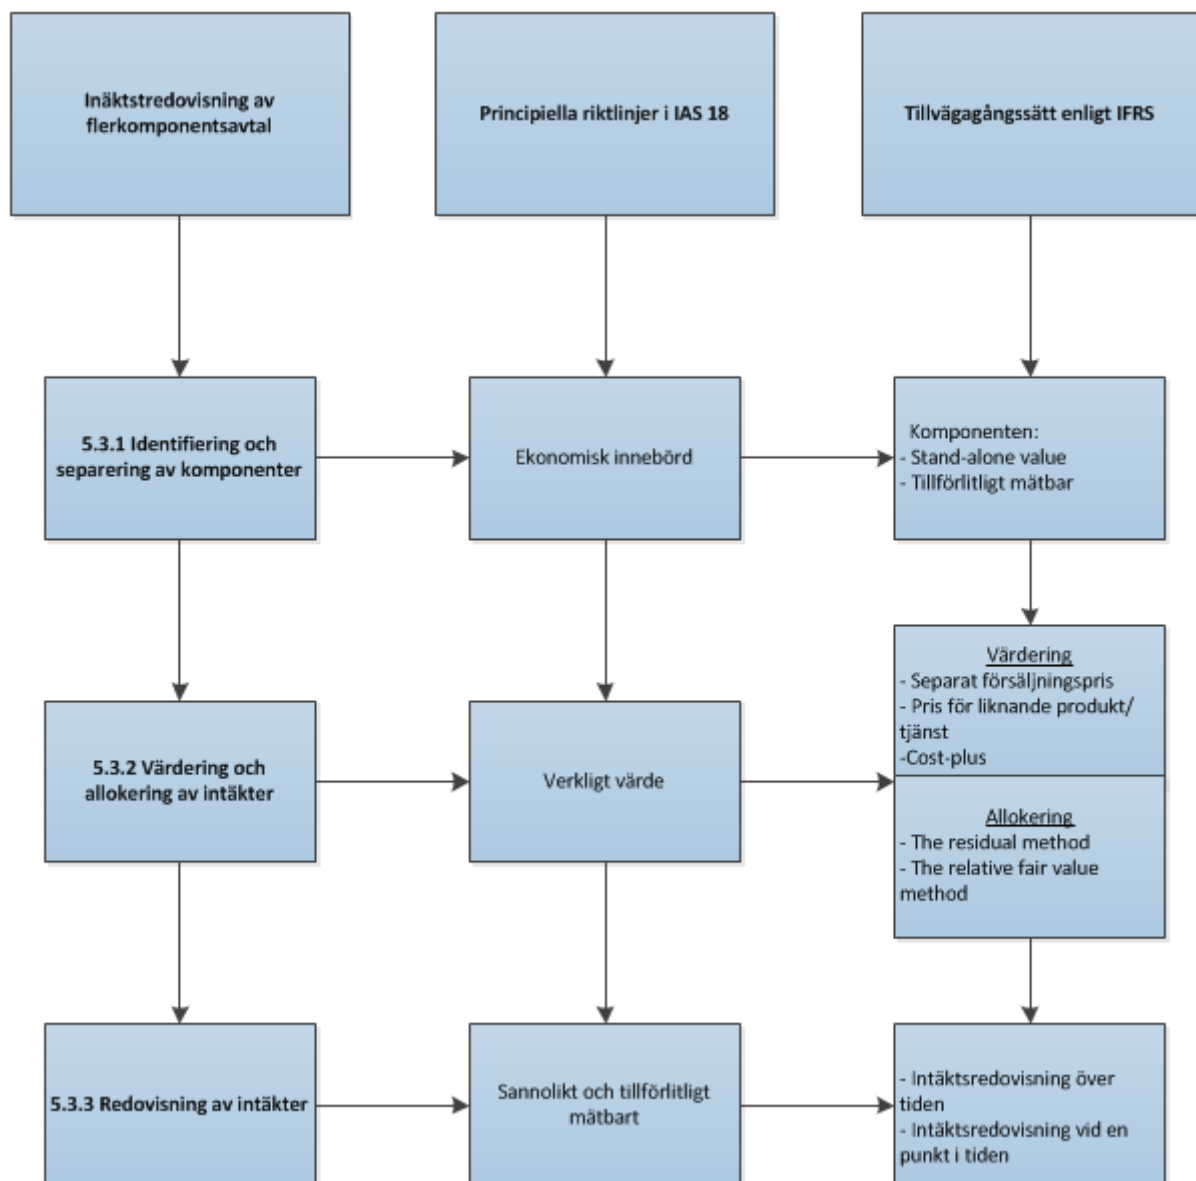 Inäktstredovisning av
flerkomponentsavtal
Principiella riktlinjer i IAS 18
Tillvägagångssätt enligt IFRS
5.3.1 Identifiering och
separering av komponenter
Ekonomisk innebörd
Komponenten:
- Stand-alone value
- Tillförlitligt mätbar
5.3.2 Värdering och
allokering av intäkter
Verkligt värde
Värdering
- Separat försäljningspris
- Pris för liknande produkt/
tjänst
-Cost-plus
Allokering
- The residual method
- The relative fair value
method
5.3.3 Redovisning av intäkter
Sannolikt och tillförlitligt
mätbart
- Intäktsredovisning över
tiden
- Intäktsredovisning vid en
punkt i tiden